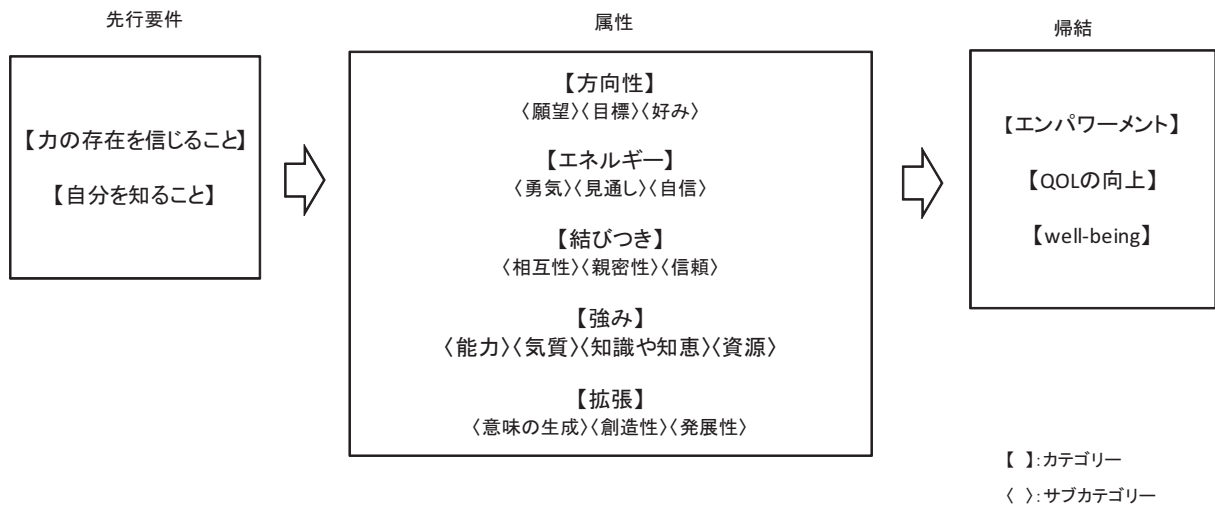 先行要件
【力の存在を信じること】
【自分を知ること】
属性
【方向性】
〈願望〉〈目標〉〈好み〉
【エネルギー】
〈勇気〉〈見通し〉〈自信〉
【結びつき】
〈相互性〉〈親密性〉〈信頼〉
【強み】
〈能力〉〈気質〉〈知識や知恵〉〈資源〉
【拡張】
〈意味の生成〉〈創造性〉〈発展性〉
帰結
【エンパワーメント】
【QOLの向上】
【well-being】
【 】:カテゴリー
〈 〉:サブカテゴリー